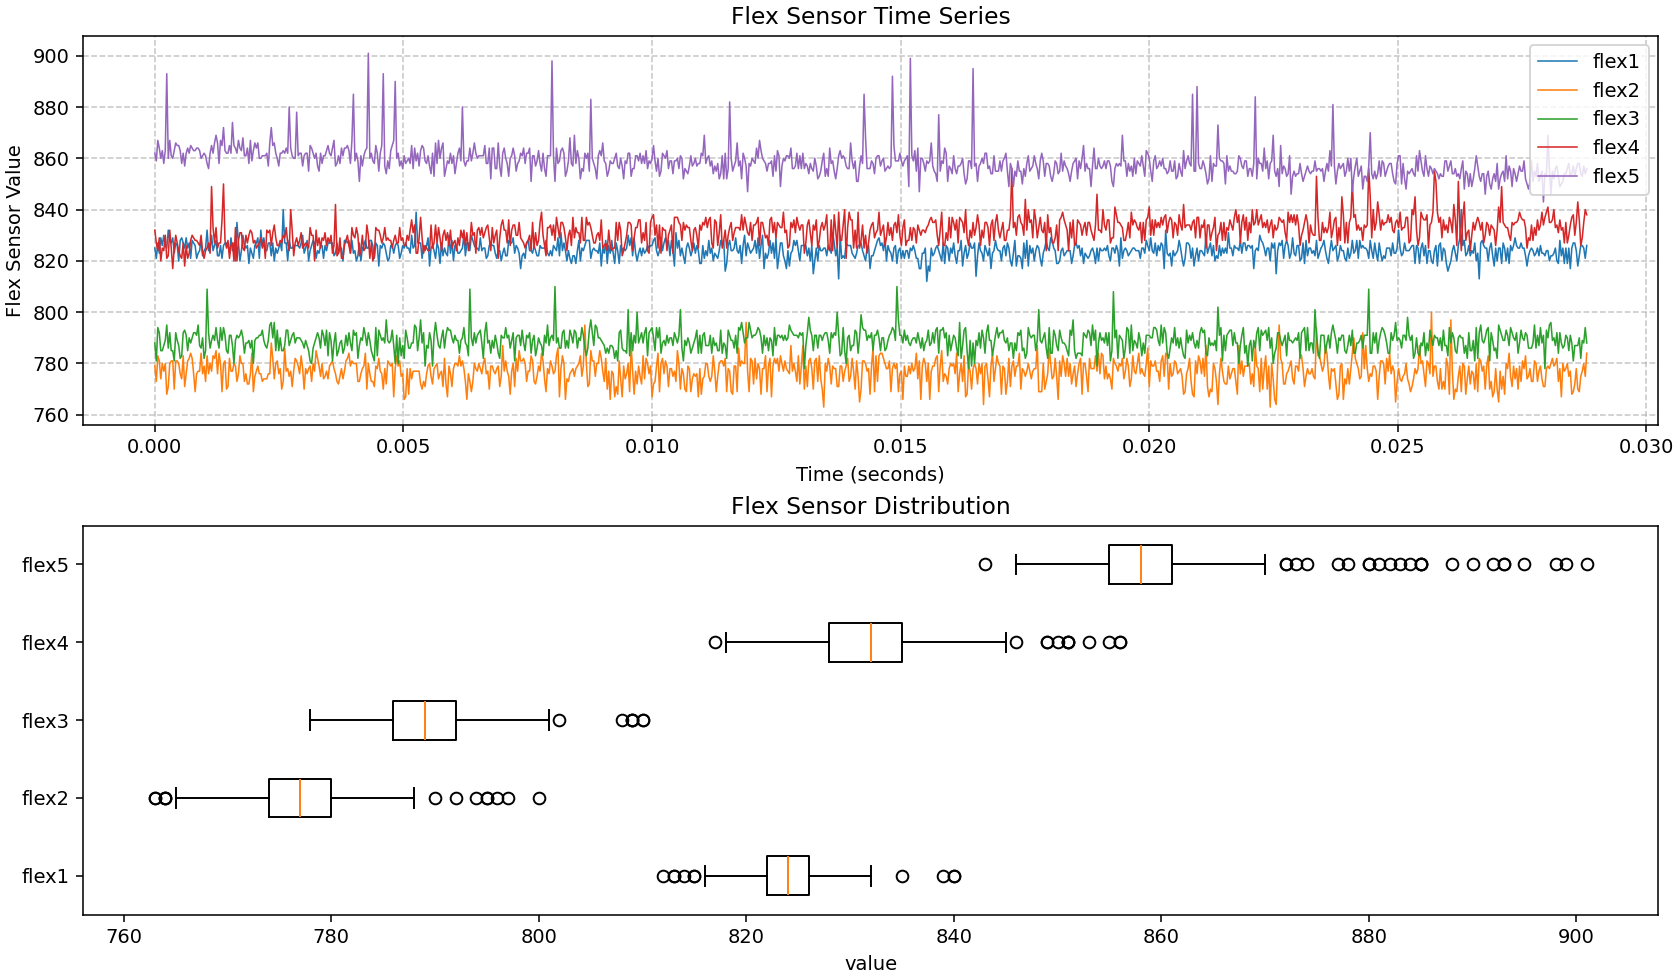 Flex Sensor Time Series
Flex Sensor Value
900
880
860
840
820
800
780
760
flex1
flex2
flex3
flex4
flex5
0.000 0.005 0.010 0.015 0.020 0.025 0.030
Time (seconds)
Flex Sensor Distribution
flex5
flex4
flex3
flex2
flex1
760 780 800 820 840 860 880 900
value